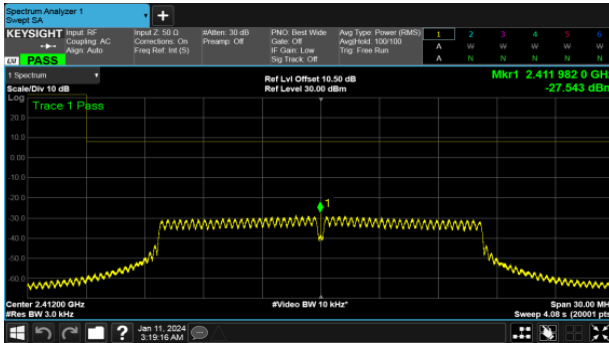 Spectrum Analyzer 1
Swept SA
+
KEYSIGHT
Input: RF
Coupling: AC
Align: Auto
LXI PASS
Input Z: 50 Ω
Corrections: Off
Freq Ref: Int (S)
#Atten: 30 dB
Preamp: Off
PNO: Best Wide
Gate: Off
IF Gain: Low
Sig Track: Off
Avg Type: Power (RMS)
Avg|Hold: 100/100
Trig: Free Run
1 2 3 4 5 6
A W W W W W
A N N N N N
1 Spectrum
Scale/Div 10 dB
Ref Lvl Offset 10.50 dB
Ref Level 30.00 dBm
Mkr1 2.411 982 0 GHz
-27.543 dBm
Log
Trace 1 Pass
20.0
10.0
0.00
-10.0
-20.0
1
-30.0
-40.0
-50.0
-60.0
Center 2.41200 GHz
#Res BW 3.0 kHz
#Video BW 10 kHz*
Span 30.00 MH
Sweep 4.08 s (20001 pts
?
Jan 11, 2024
3:19:16 AM